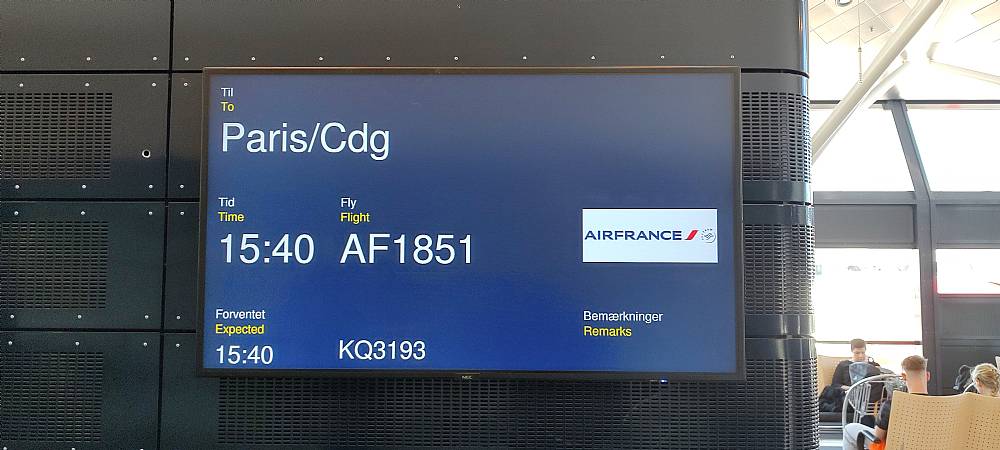 Til
To
Paris/Cdg
Tid Fly
Time Flight
15:40 AF1851
AIRFRANCE
Forventet Bemærkninger
Expected Remarks
15:40 KQ3193
NEC